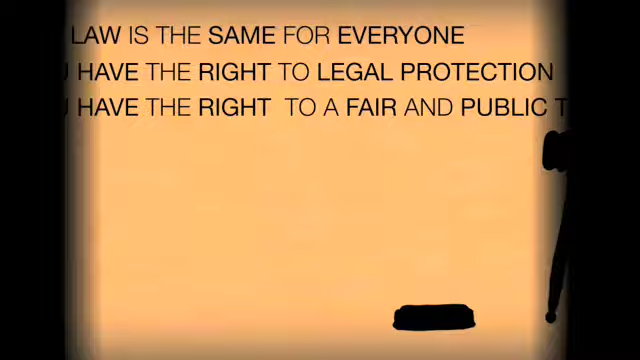 LAW IS THE SAME FOR EVERYONE
HAVE THE RIGHT TO LEGAL PROTECTION
HAVE THE RIGHT TO A FAIR AND PUBLIC